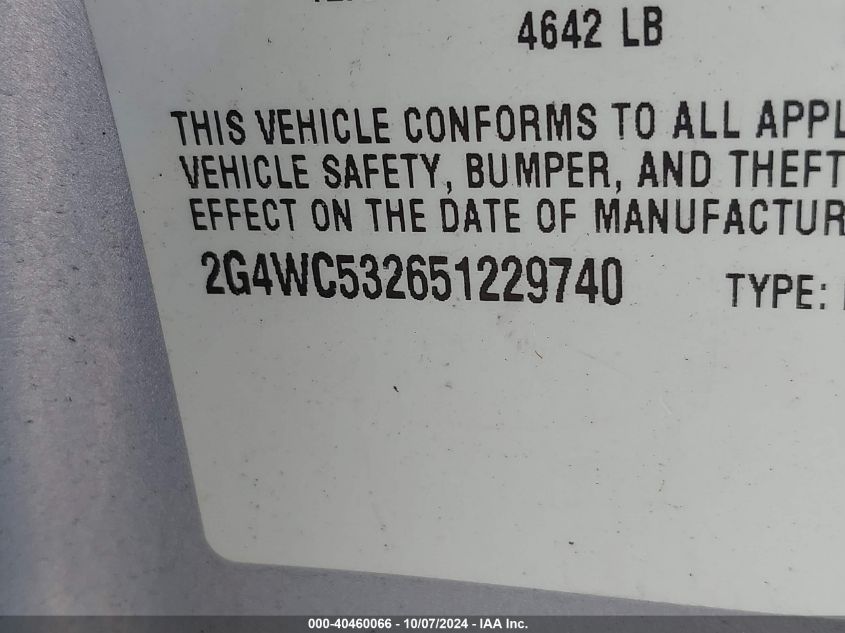 4642 LB
THIS VEHICLE CONFORMS TO ALL APPL
VEHICLE SAFETY, BUMPER, AND THEFT
EFFECT ON THE DATE OF MANUFACTUR
2G4WC532651229740 TYPE:
000-40460066 - 10/07/2024 - IAA Inc.